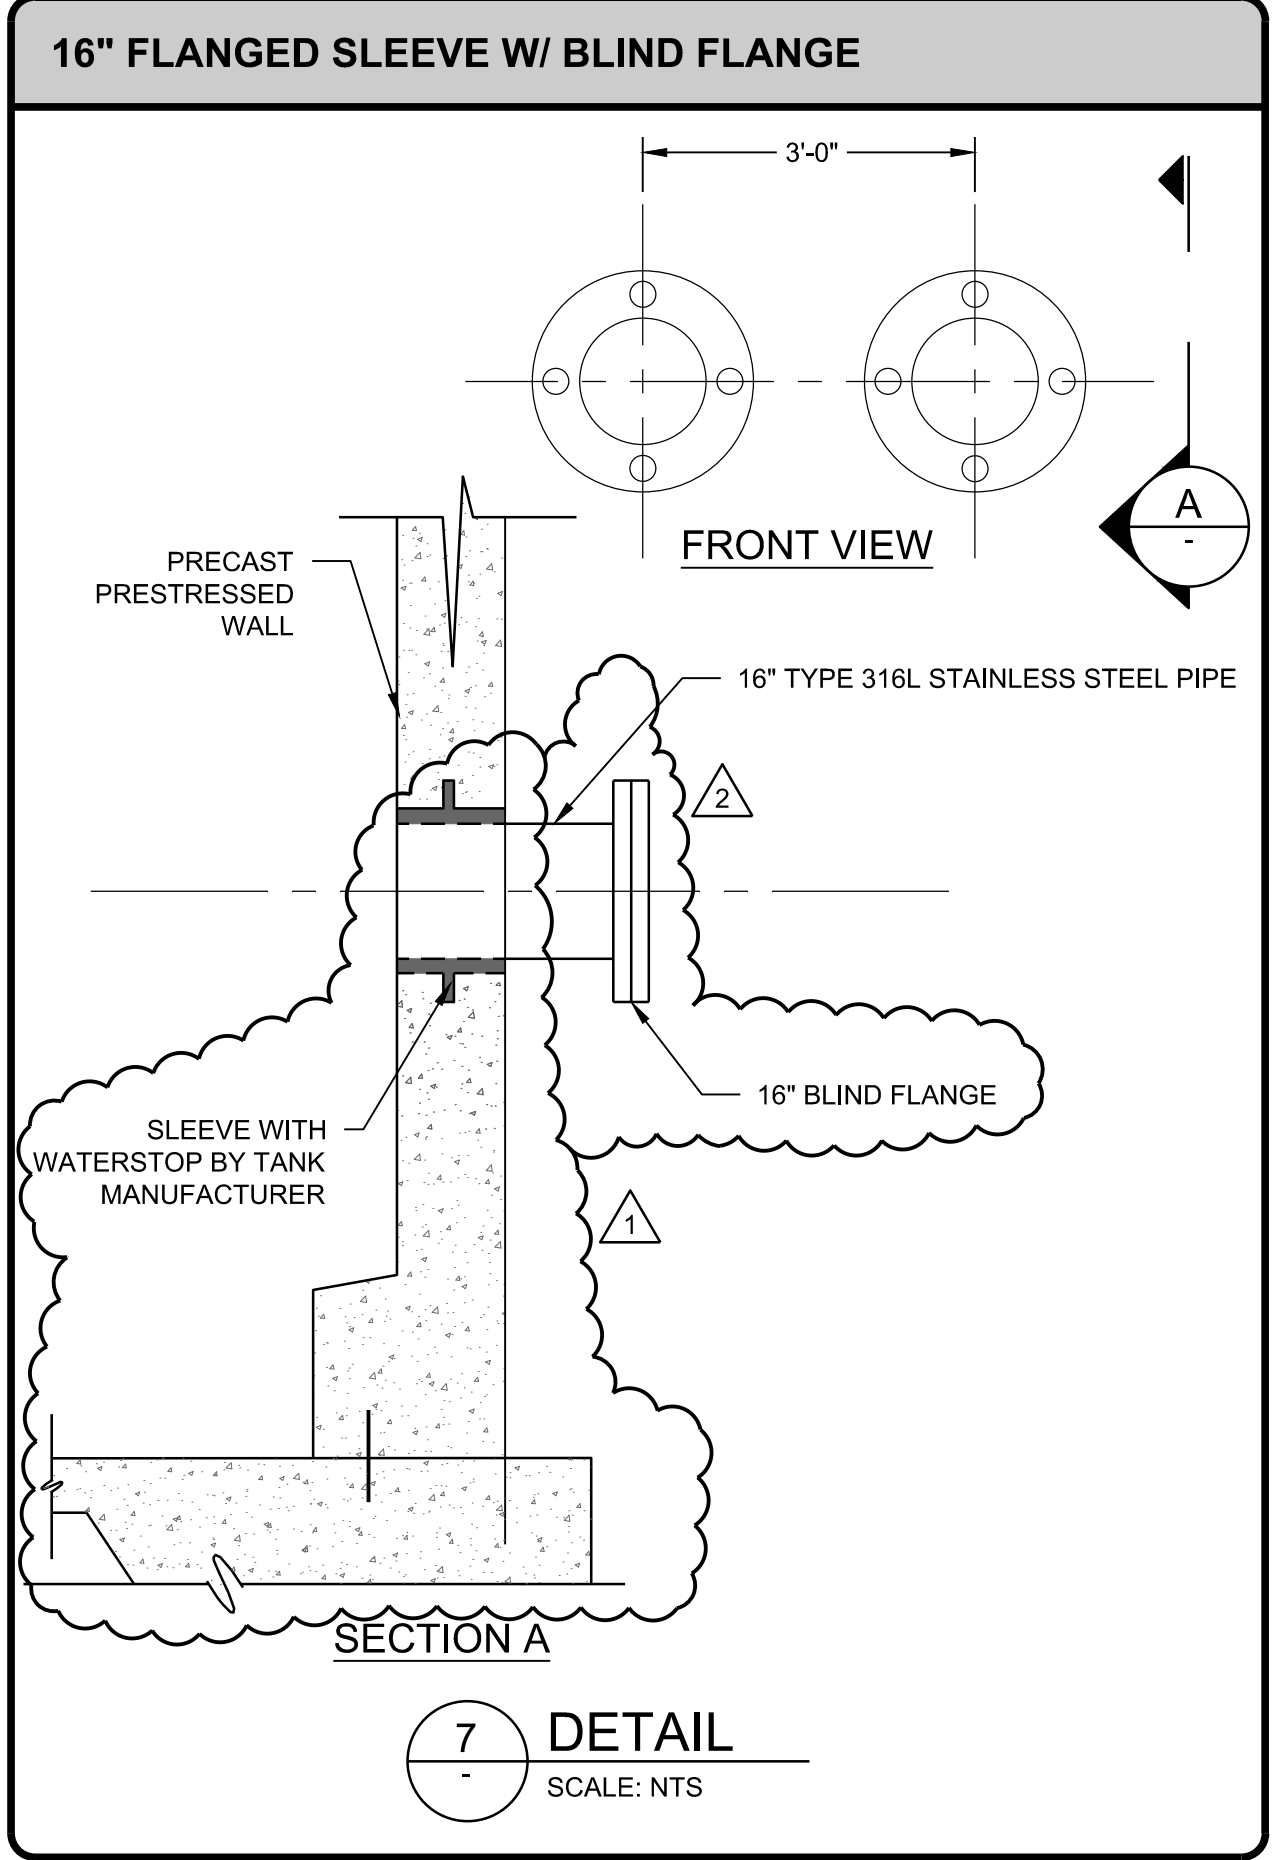 16" FLANGED SLEEVE W/ BLIND FLANGE
3'-0"
A
-
FRONT VIEW
PRECAST
PRESTRESSED
WALL
16" TYPE 316L STAINLESS STEEL PIPE
2
16" BLIND FLANGE
SLEEVE WITH
WATERSTOP BY TANK
MANUFACTURER
1
SECTION A
7
-
DETAIL
SCALE: NTS